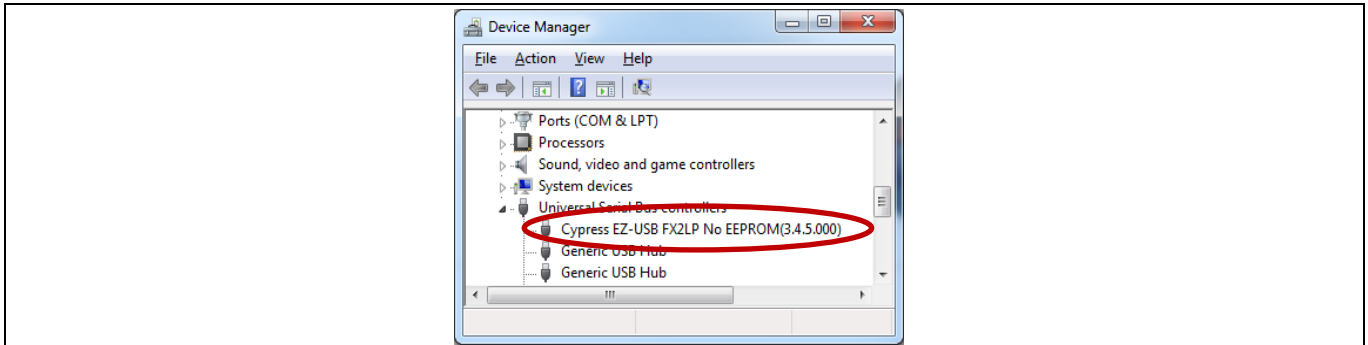 Device Manager
File Action View Help
Ports (COM & LPT)
Processors
Sound, video and game controllers
System devices
Universal Serial Bus controllers
Cypress EZ-USB FX2LP No EEPROM(3.4.5.000)
Generic USB Hub
Generic USB Hub